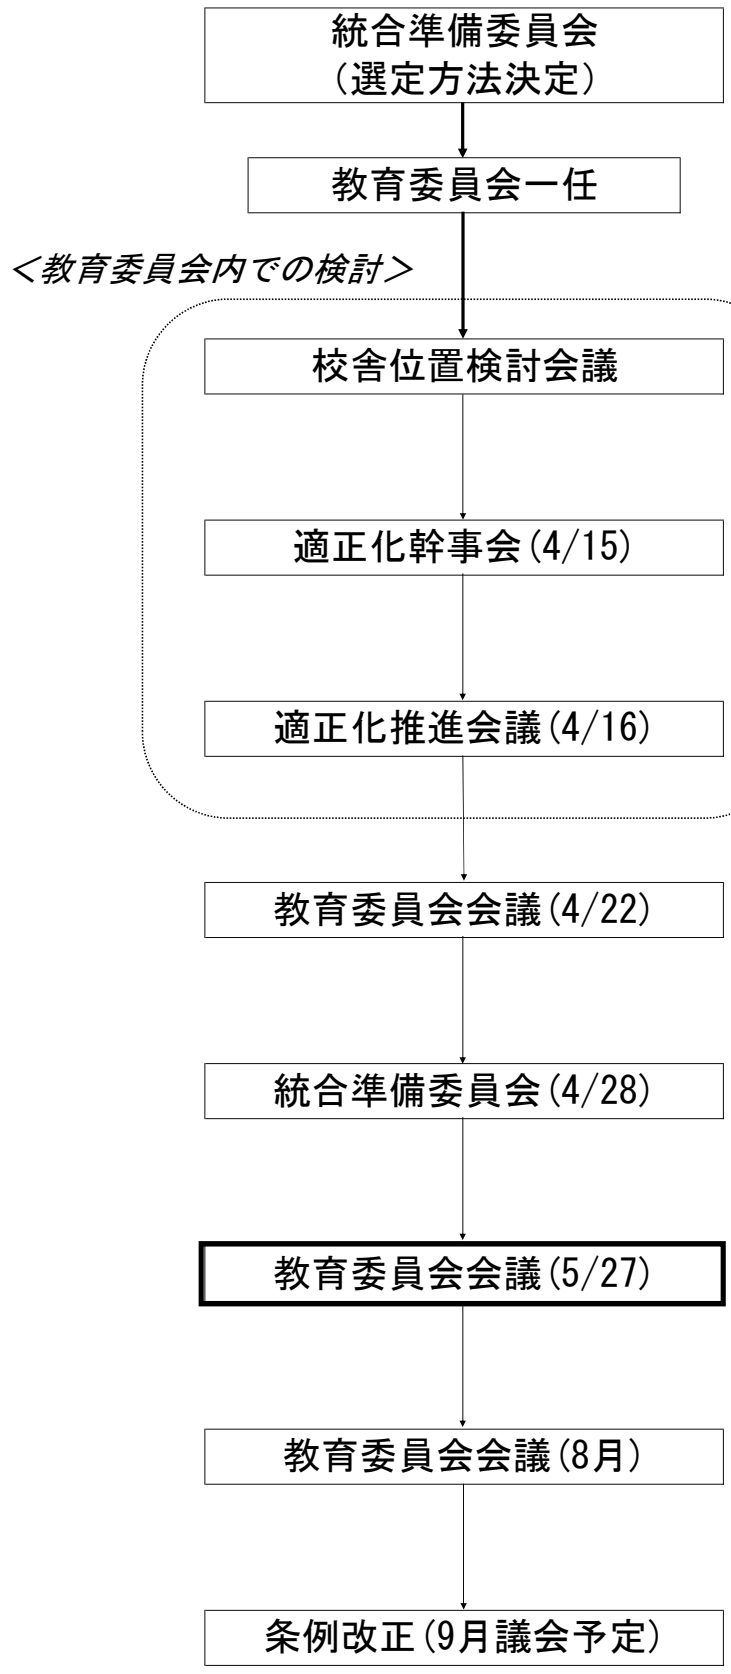 統合準備委員会
(選定方法決定)
教育委員会一任
＜教育委員会内での検討＞
校舎位置検討会議
適正化幹事会(4/15)
適正化推進会議(4/16)
教育委員会会議(4/22)
統合準備委員会(4/28)
教育委員会会議(5/27)
教育委員会会議(8月)
条例改正(9月議会予定)